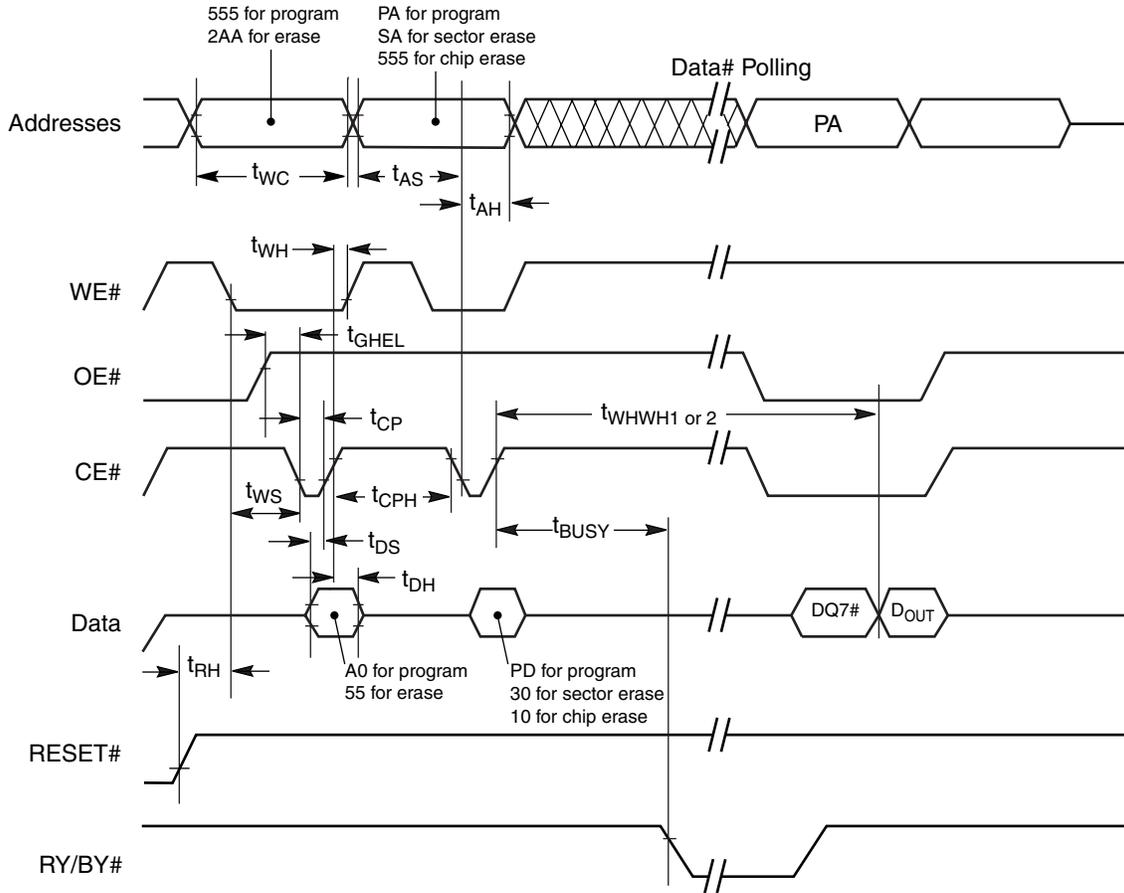 555 for program
2AA for erase
PA for program
SA for sector erase
555 for chip erase
Data# Polling
Addresses
PA
tWC
tAS
tAH
tWH
WE#
tGHEL
OE#
tWHWH1 or 2
tCP
CE#
tWS
tCPH
tBUSY
tDS
tDH
Data
DQ7#
DOUT
tRH
A0 for program
55 for erase
PD for program
30 for sector erase
10 for chip erase
RESET#
RY/BY#